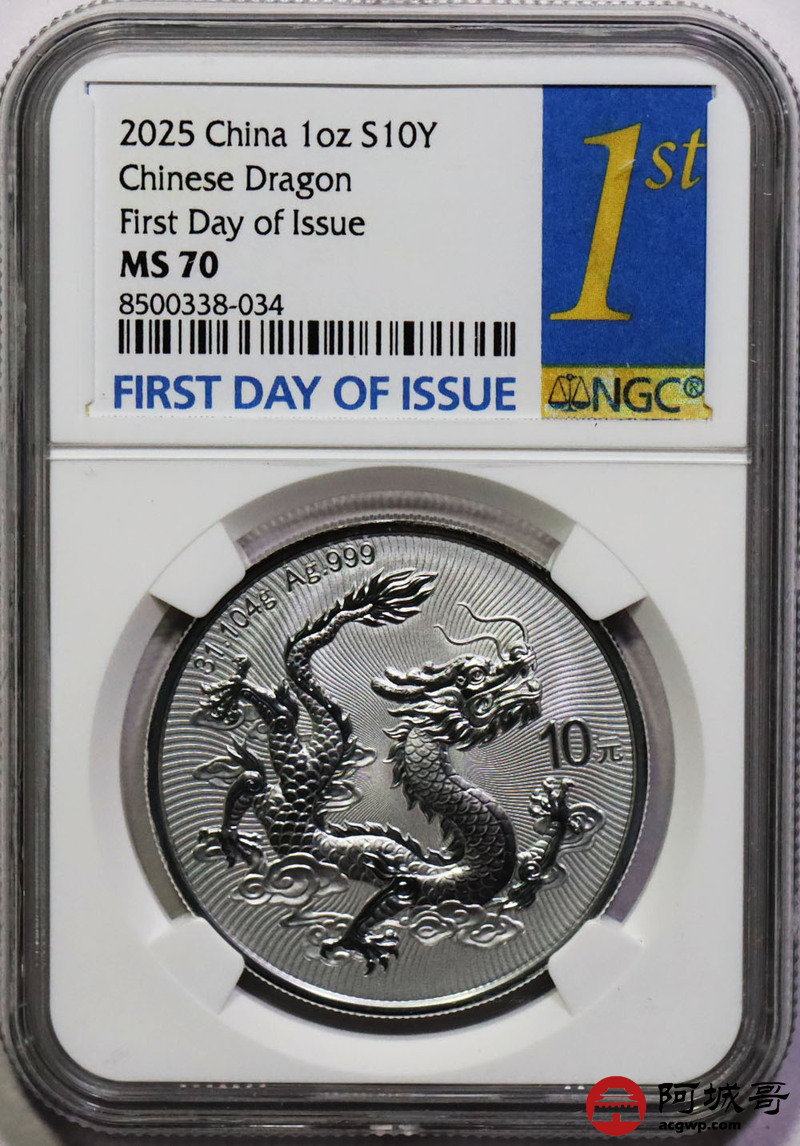 2025 China 1oz S10Y
Chinese Dragon
First Day of Issue
MS 70
8500338-034
FIRST DAY OF ISSUE
1st
NGC®
31.104g Ag.999
10元
阿城哥
acgwp.com